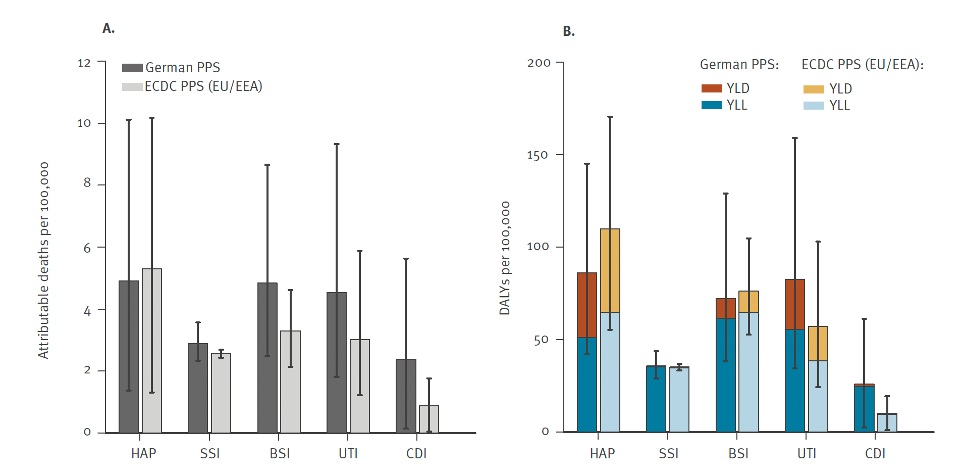 A.
Attributable deaths per 100,000
12
10
8
6
4
2
0
German PPS
ECDC PPS (EU/EEA)
HAP SSI BSI UTI CDI
B.
DALYs per 100,000
200
150
100
50
0
German PPS: ECDC PPS (EU/EEA):
YLD YLD
YLL YLL
HAP SSI BSI UTI CDI